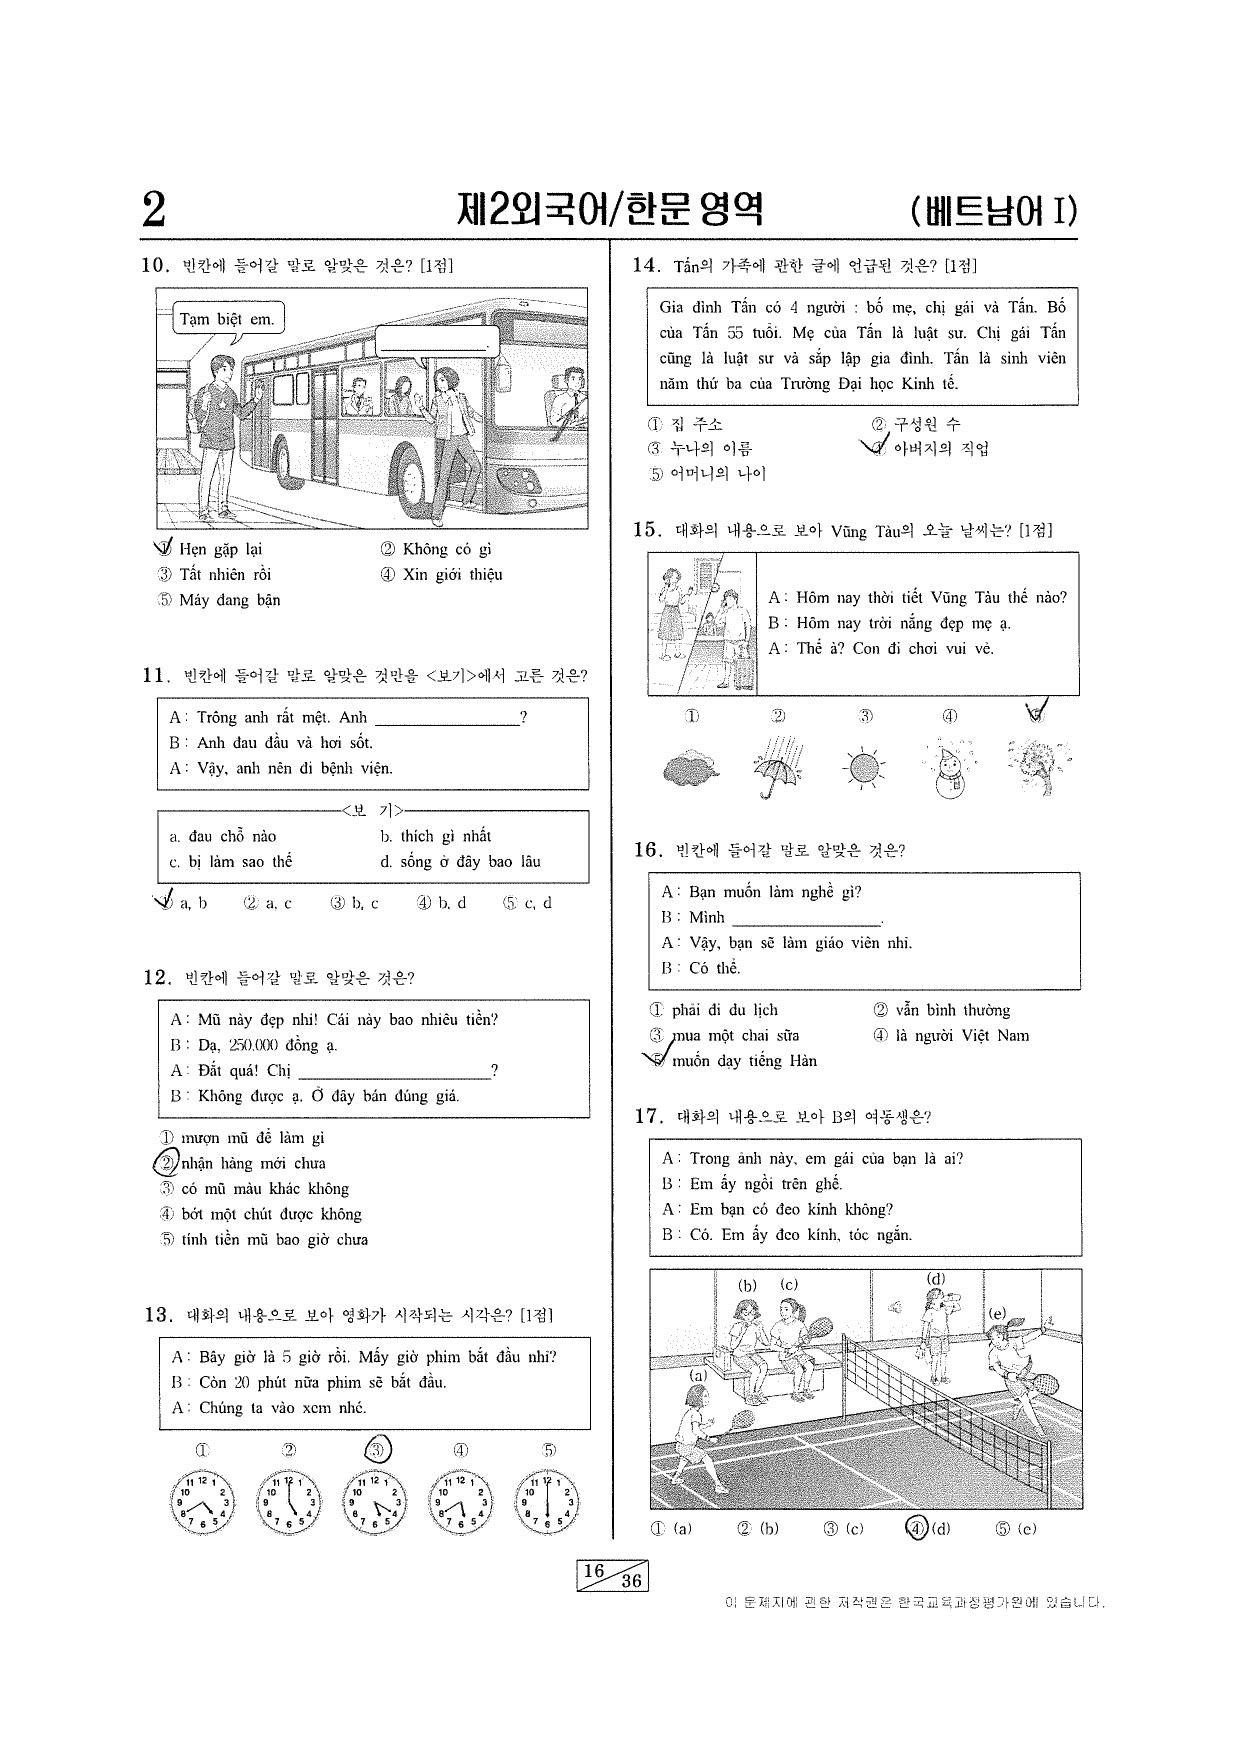 2
제2외국어/한문 영역
(베트남어 I)
10. 빈칸에 들어갈 말로 알맞은 것은? [1점]
Tạm biệt em.
① Hẹn gặp lại
② Không có gì
③ Tất nhiên rồi
④ Xin giới thiệu
⑤ Máy đang bận
11. 빈칸에 들어갈 말로 알맞은 것만을 <보기>에서 고른 것은?
A : Trông anh rất mệt. Anh ____________________?
B : Anh đau đầu và hơi sốt.
A : Vậy, anh nên đi bệnh viện.
<보 기>
a. đau chỗ nào
b. thích gì nhất
c. bị làm sao thế
d. sống ở đây bao lâu
① a, b ② a, c ③ b, c ④ b, d ⑤ c, d
12. 빈칸에 들어갈 말로 알맞은 것은?
A : Mũ này đẹp nhỉ! Cái này bao nhiêu tiền?
B : Dạ, 250.000 đồng ạ.
A : Đắt quá! Chị ____________________?
B : Không được ạ. Ở đây bán đúng giá.
① mượn mũ để làm gì
② nhận hàng mới chưa
③ có mũ màu khác không
④ bớt một chút được không
⑤ tính tiền mũ bao giờ chưa
13. 대화의 내용으로 보아 영화가 시작되는 시각은? [1점]
A : Bây giờ là 5 giờ rồi. Mấy giờ phim bắt đầu nhỉ?
B : Còn 20 phút nữa phim sẽ bắt đầu.
A : Chúng ta vào xem nhé.
① ② ③ ④ ⑤
14. Tấn의 가족에 관한 글에 언급된 것은? [1점]
Gia đình Tấn có 4 người : bố mẹ, chị gái và Tấn. Bố
của Tấn 55 tuổi. Mẹ của Tấn là luật sư. Chị gái Tấn
cũng là luật sư và sắp lập gia đình. Tấn là sinh viên
năm thứ ba của Trường Đại học Kinh tế.
① 집 주소
② 구성원 수
③ 누나의 이름
④ 아버지의 직업
⑤ 어머니의 나이
15. 대화의 내용으로 보아 Vũng Tàu의 오늘 날씨는? [1점]
A : Hôm nay thời tiết Vũng Tàu thế nào?
B : Hôm nay trời nắng đẹp mẹ ạ.
A : Thế à? Con đi chơi vui vẻ.
① ② ③ ④ ⑤
16. 빈칸에 들어갈 말로 알맞은 것은?
A : Bạn muốn làm nghề gì?
B : Mình ____________________.
A : Vậy, bạn sẽ làm giáo viên nhỉ.
B : Có thể.
① phải đi du lịch
② vẫn bình thường
③ mua một chai sữa
④ là người Việt Nam
⑤ muốn dạy tiếng Hàn
17. 대화의 내용으로 보아 B의 여동생은?
A : Trong ảnh này, em gái của bạn là ai?
B : Em ấy ngồi trên ghế.
A : Em bạn có đeo kính không?
B : Có. Em ấy đeo kính, tóc ngắn.
(a)
(b)
(c)
(d)
(e)
① (a) ② (b) ③ (c) ④ (d) ⑤ (e)
16
36
이 문제지에 관한 저작권은 한국교육과정평가원에 있습니다.